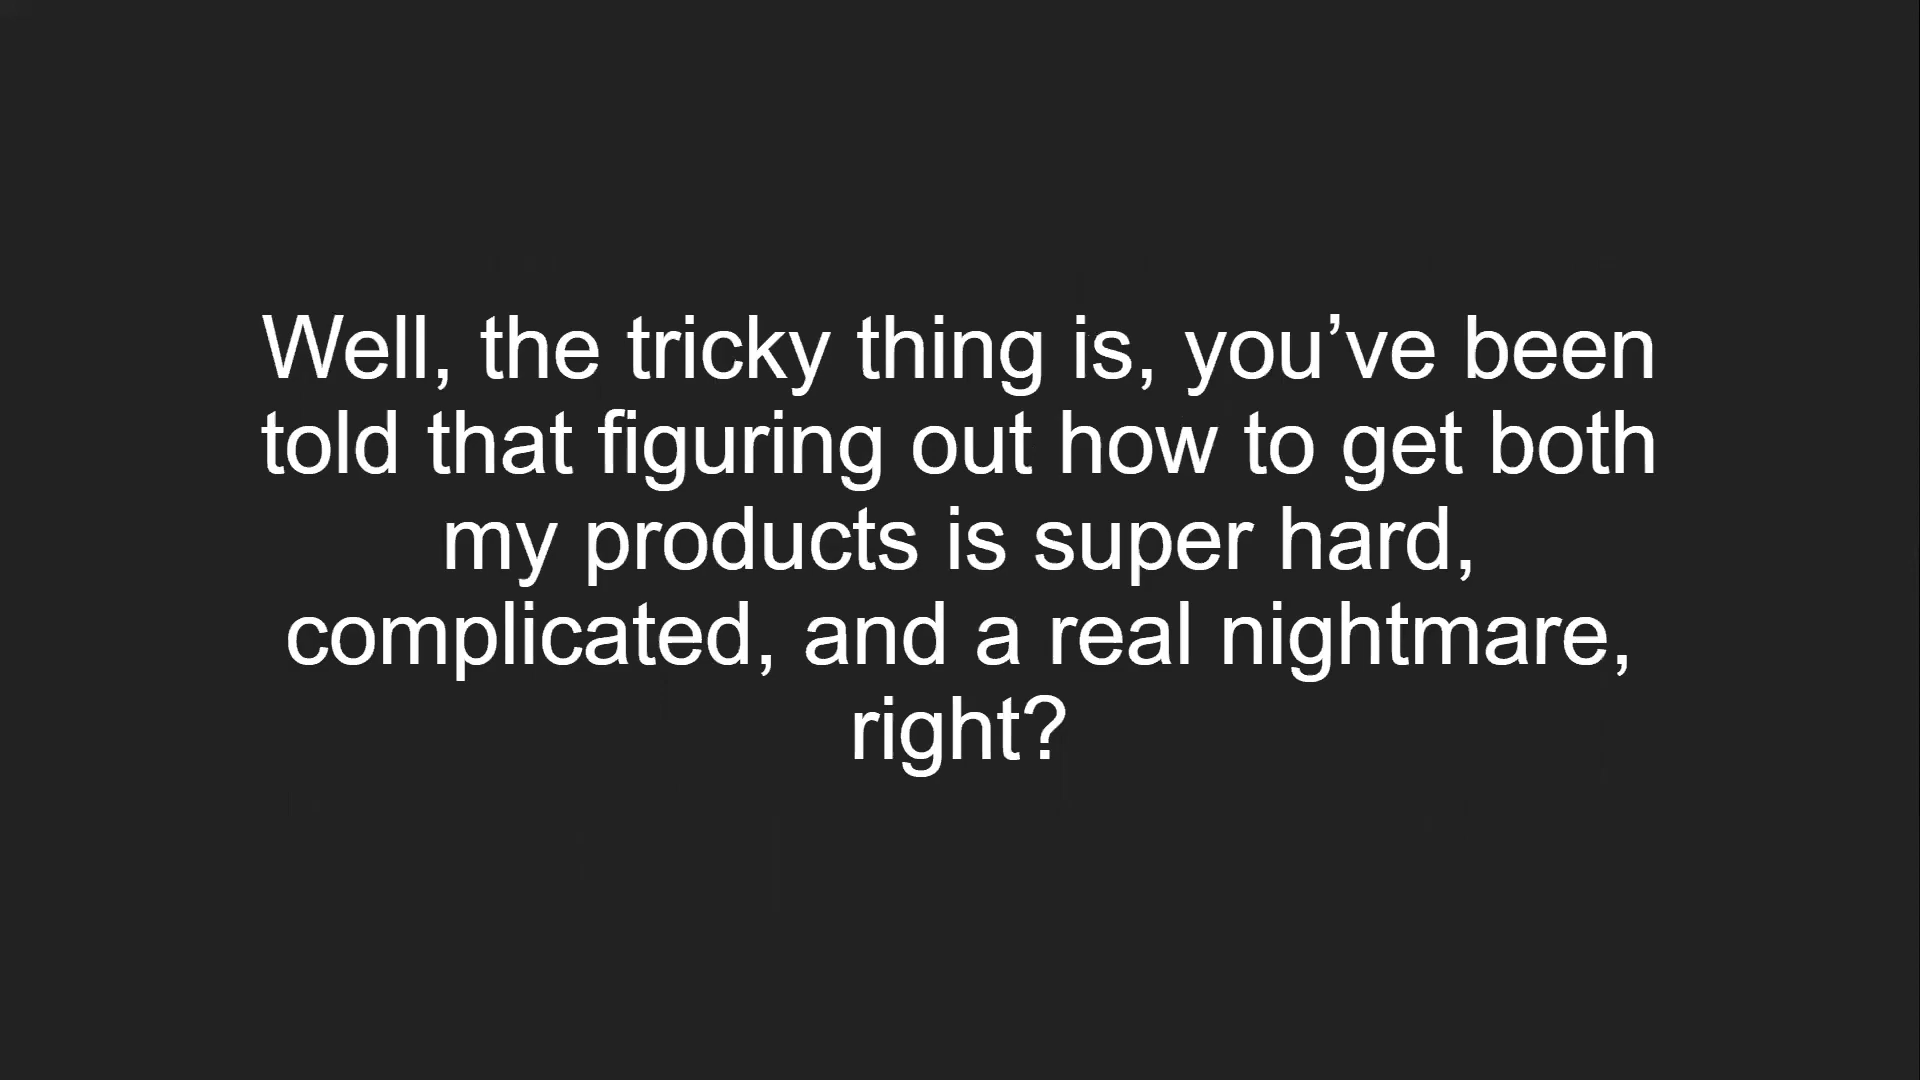 Well, the tricky thing is, you’ve been
told that figuring out how to get both
my products is super hard,
complicated, and a real nightmare,
right?